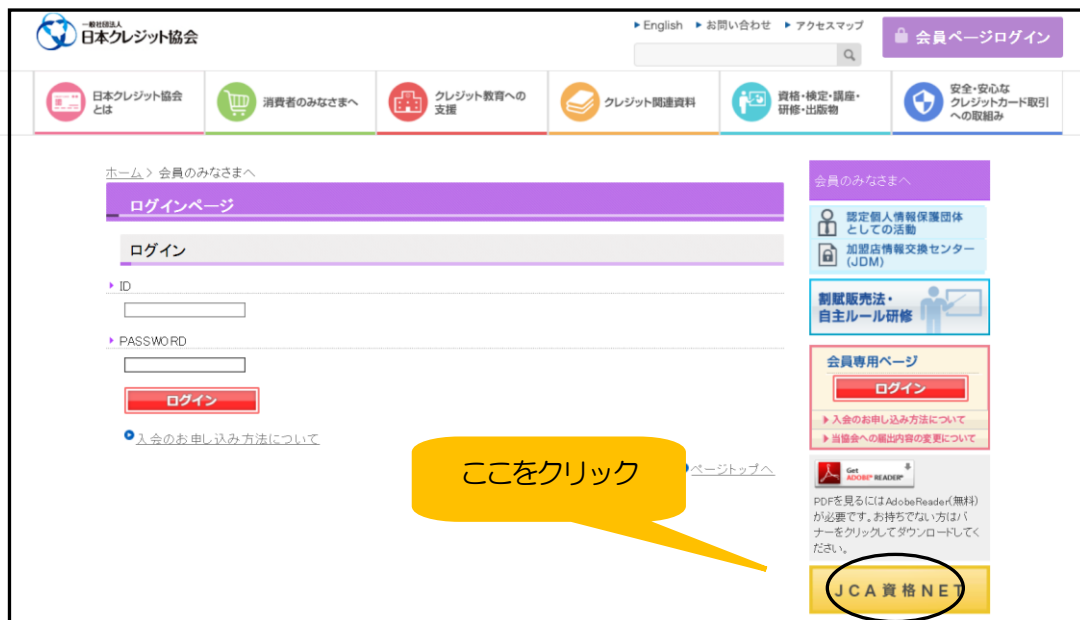 一般社団法人
日本クレジット協会
English お問い合わせ アクセスマップ
会員ページログイン
日本クレジット協会
とは
消費者のみなさまへ
クレジット教育への
支援
クレジット関連資料
資格・検定・講座・
研修・出版物
安全・安心な
クレジットカード取引
への取組み
ホーム > 会員のみなさまへ
ログインページ
ログイン
ID
PASSWORD
ログイン
入会のお申し込み方法について
ここをクリック
ページトップへ
会員のみなさまへ
認定個人情報保護団体
としての活動
加盟店情報交換センター
(JDM)
割賦販売法・
自主ルール研修
会員専用ページ
ログイン
入会のお申し込み方法について
当協会への届出内容の変更について
Get
ADOBE® READER®
PDFを見るにはAdobeReader(無料)
が必要です。お持ちでない方はバ
ナーをクリックしてダウンロードしてく
ださい。
JCA資格NET